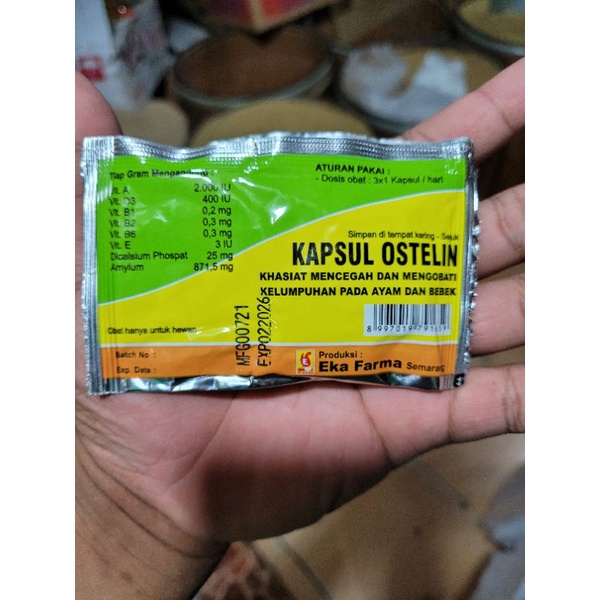 Tiap Gram Mengandung :
Vit. A 2.000 IU
Vit. D3 400 IU
Vit. B1 0,2 mg
Vit. B2 0,3 mg
Vit. B6 0,3 mg
Vit. E 3 IU
Dicalsium Phospat 25 mg
Amylum 871,5 mg
Obat hanya untuk hewan
Batch No :
Exp. Date :
MFG00721
EXP022026
ATURAN PAKAI :
- Dosis obat : 3x1 Kapsul / hari
Simpan di tempat kering - Sejuk
KAPSUL OSTELIN
KHASIAT MENCEGAH DAN MENGOBATI
KELUMPUHAN PADA AYAM DAN BEBEK
Produksi :
Eka Farma Semarang